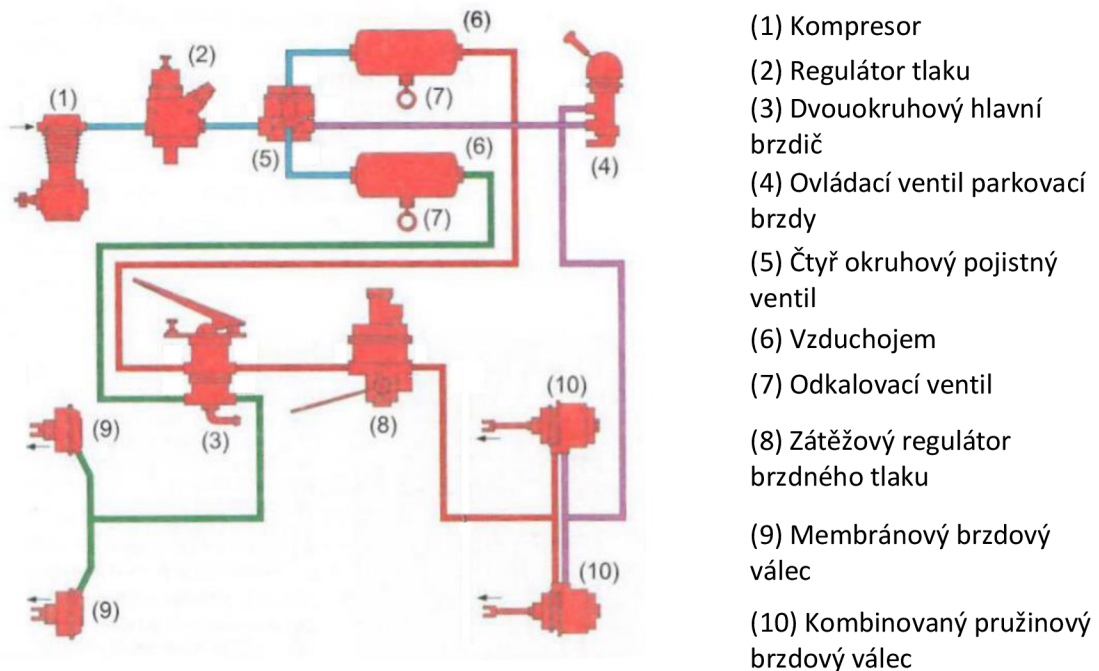 (1)
(2)
(6)
(7)
(5)
(4)
(6)
(7)
(9)
(3)
(8)
(10)
(9)
(10)
(1) Kompresor
(2) Regulátor tlaku
(3) Dvouokruhový hlavní
brzdič
(4) Ovládací ventil parkovací
brzdy
(5) Čtyř okruhový pojistný
ventil
(6) Vzduchojem
(7) Odkalovací ventil
(8) Zátěžový regulátor
brzdného tlaku
(9) Membránový brzdový
válec
(10) Kombinovaný pružinový
brzdový válec